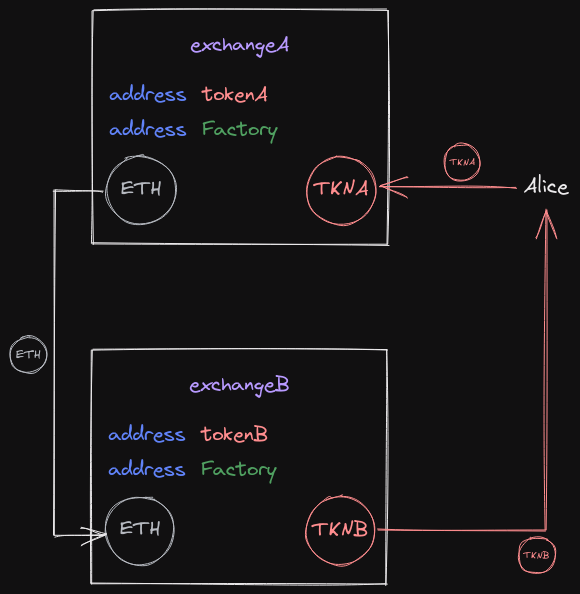 exchangeA
address tokenA
address Factory
ETH
TKNA
TKNA
Alice
ETH
exchangeB
address tokenB
address Factory
ETH
TKNB
TKNB